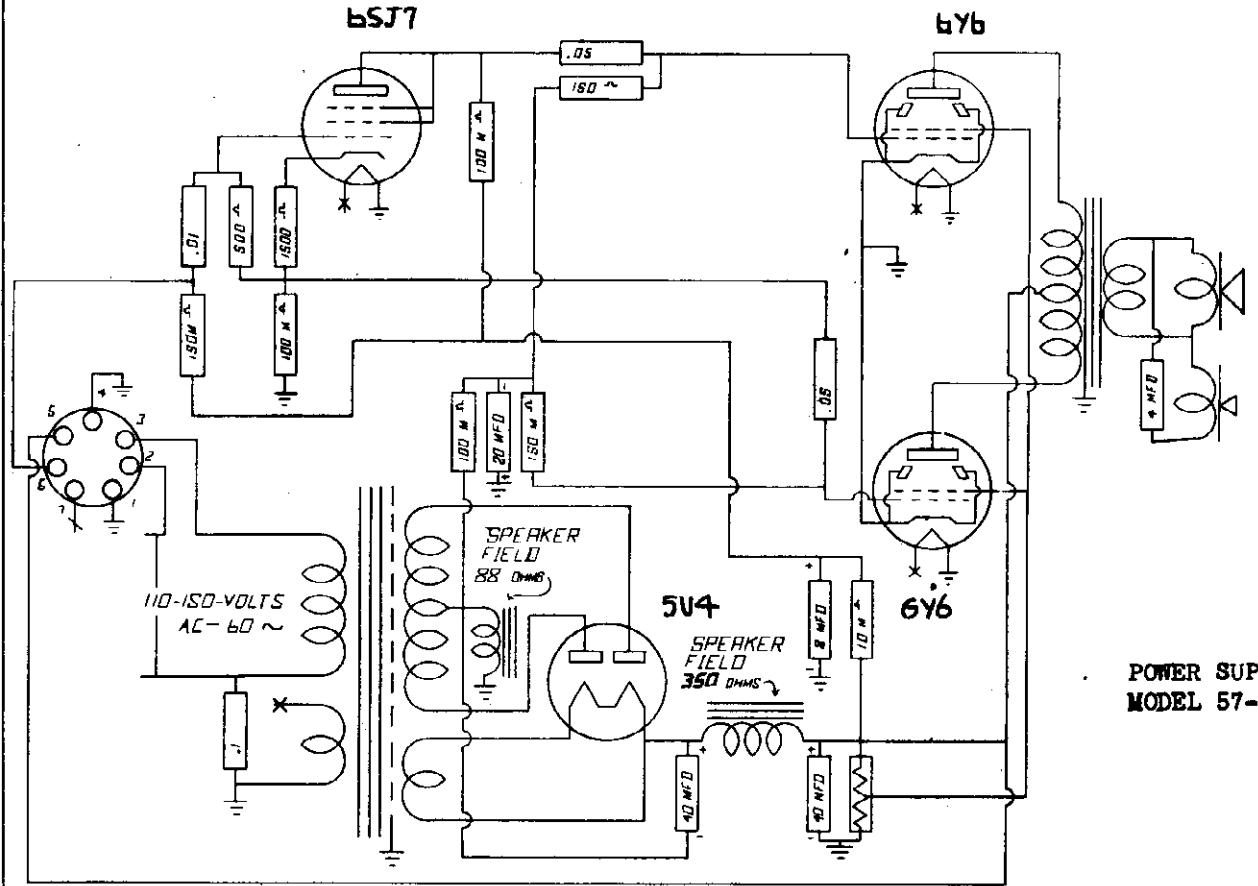 6SJ7
6Y6
.05
150 ~
100 M Ω
.01
500 Ω
1500 Ω
150M Ω
100 M Ω
.05
4 MFD
4
5
3
2
6
7
1
100 M Ω
20 MFD
150 M Ω
SPEAKER
FIELD
88 OHMS
110-150-VOLTS
AC-60 ~
.1
5V4
SPEAKER
FIELD
350 OHMS
8 MFD
10 M Ω
6Y6
40 MFD
40 MFD
POWER SUP
MODEL 57-